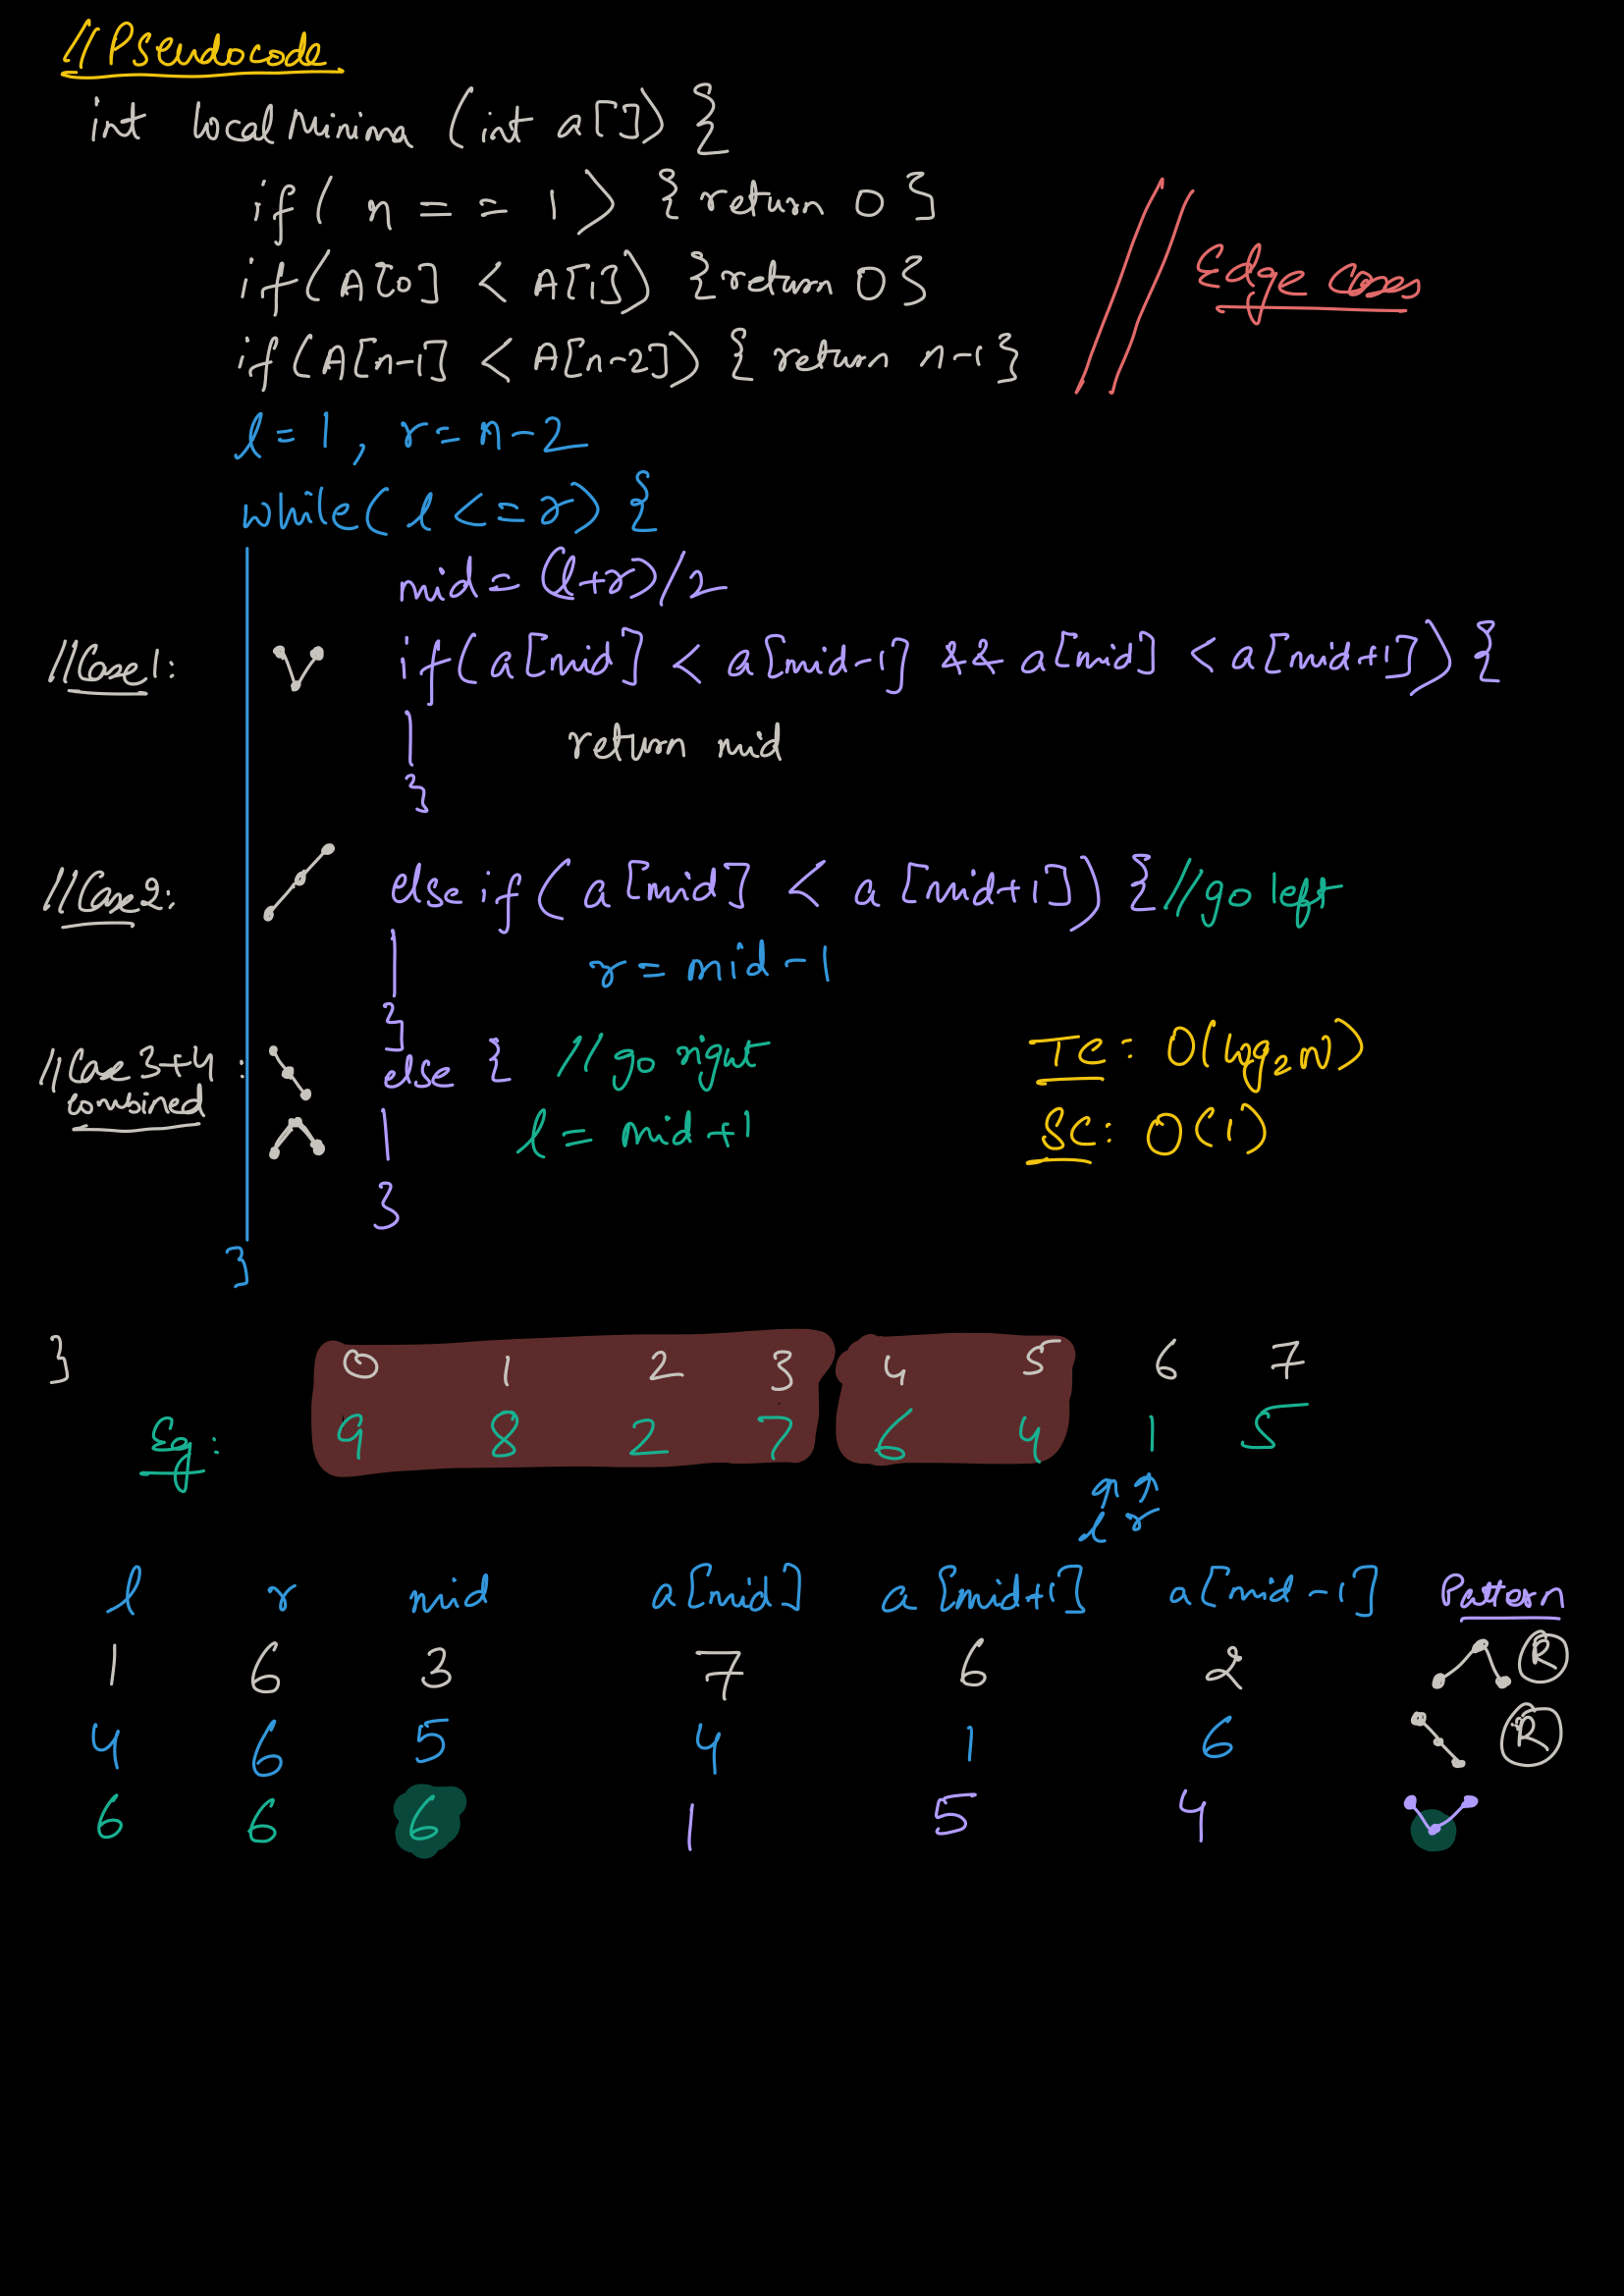 //Pseudocode
int localMinima (int a[]) {
if( n == 1) { return 0 }
if(A[0] < A[1]) {return 0}
if(A[n-1] < A[n-2]) { return n-1}
// Edge cases
l=1, r=n-2
while( l <= r) {
mid = (l+r)/2
//Case1: if( a[mid] < a[mid-1] && a[mid] < a[mid+1]) {
return mid
}
//Case2: else if( a[mid] < a[mid+1]) { //go left
r = mid-1
}
//Case 3+4 : combined
else { //go right
l = mid+1
}
TC: O(log₂N)
SC: O(1)
}
}
0 1 2 3 4 5 6 7
Eg: 9 8 2 7 6 4 1 5
l r
l r mid a[mid] a[mid+1] a[mid-1] Pattern
1 6 3 7 6 2 R
4 6 5 4 1 6 R
6 6 6 1 5 4